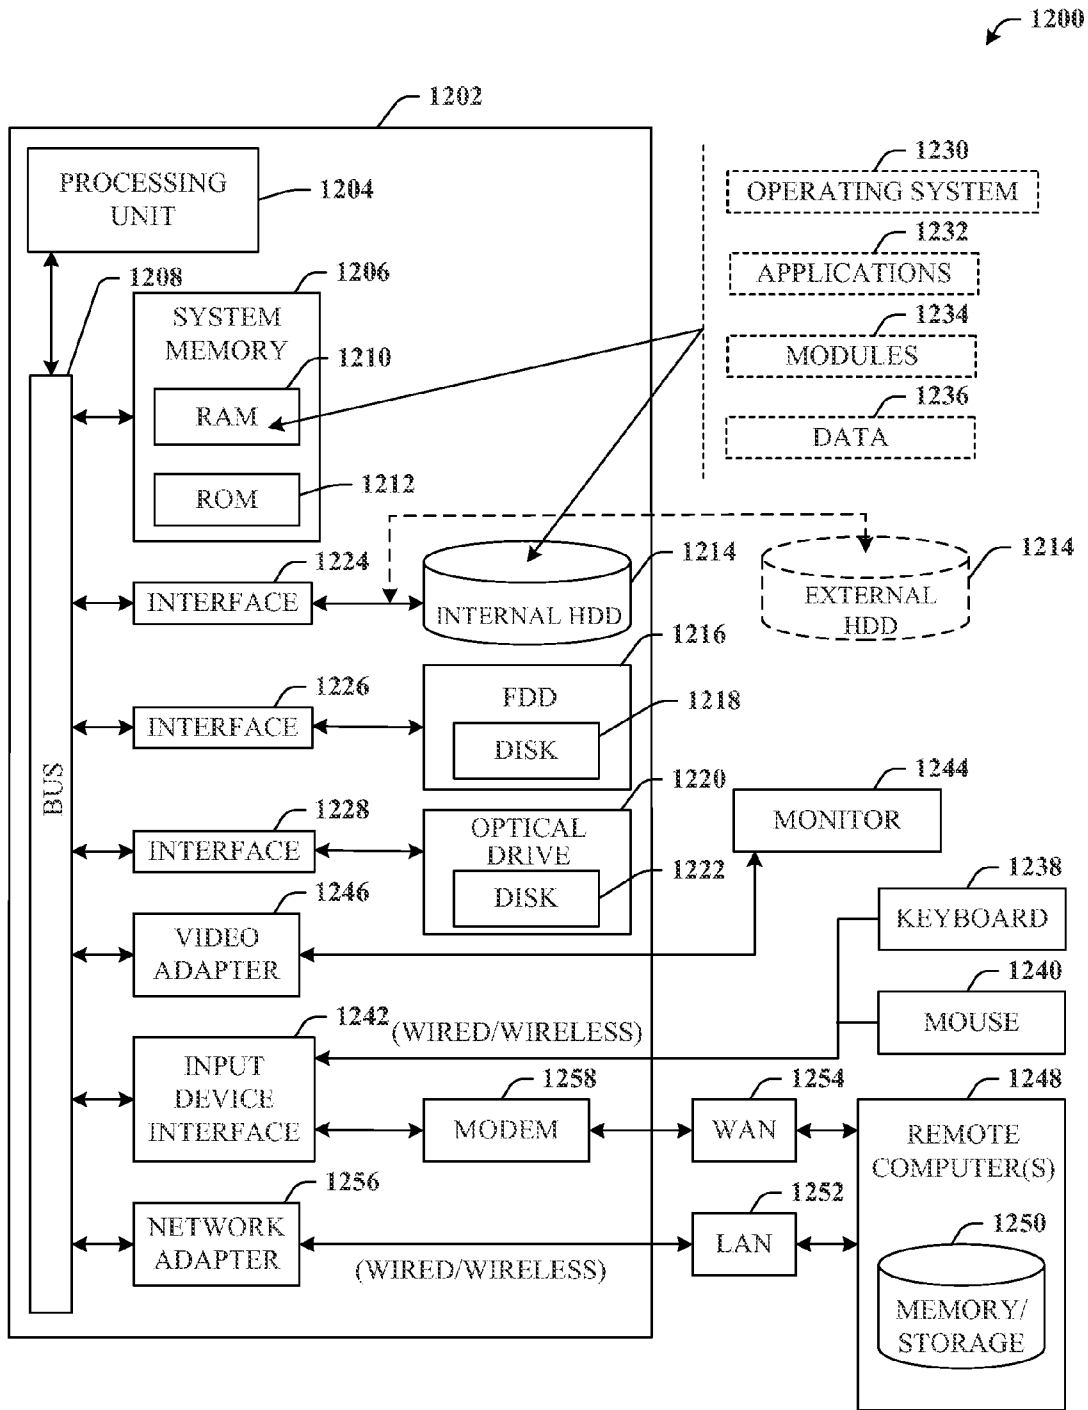 1200
1202
PROCESSING
UNIT
1204
1208
1206
SYSTEM
MEMORY
1210
RAM
1212
ROM
1230
OPERATING SYSTEM
1232
APPLICATIONS
1234
MODULES
1236
DATA
1224
INTERFACE
1214
INTERNAL HDD
1214
EXTERNAL
HDD
1226
INTERFACE
1216
FDD
1218
DISK
BUS
1228
INTERFACE
1220
OPTICAL
DRIVE
1222
DISK
1244
MONITOR
1246
VIDEO
ADAPTER
1238
KEYBOARD
1240
MOUSE
1242
(WIRED/WIRELESS)
INPUT
DEVICE
INTERFACE
1258
MODEM
1254
WAN
1248
REMOTE
COMPUTER(S)
1256
NETWORK
ADAPTER
(WIRED/WIRELESS)
1252
LAN
1250
MEMORY/
STORAGE